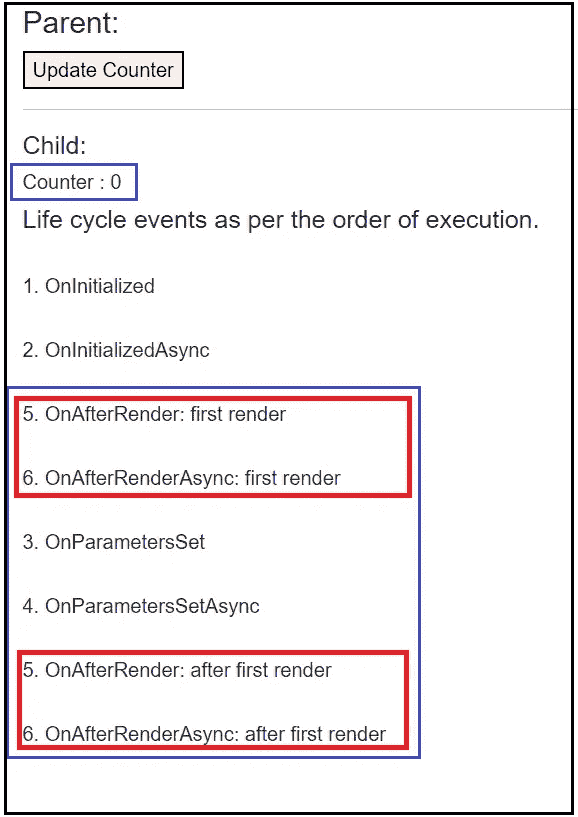 Parent:
Update Counter
Child:
Counter : 0
Life cycle events as per the order of execution.
1. OnInitialized
2. OnInitializedAsync
5. OnAfterRender: first render
6. OnAfterRenderAsync: first render
3. OnParametersSet
4. OnParametersSetAsync
5. OnAfterRender: after first render
6. OnAfterRenderAsync: after first render